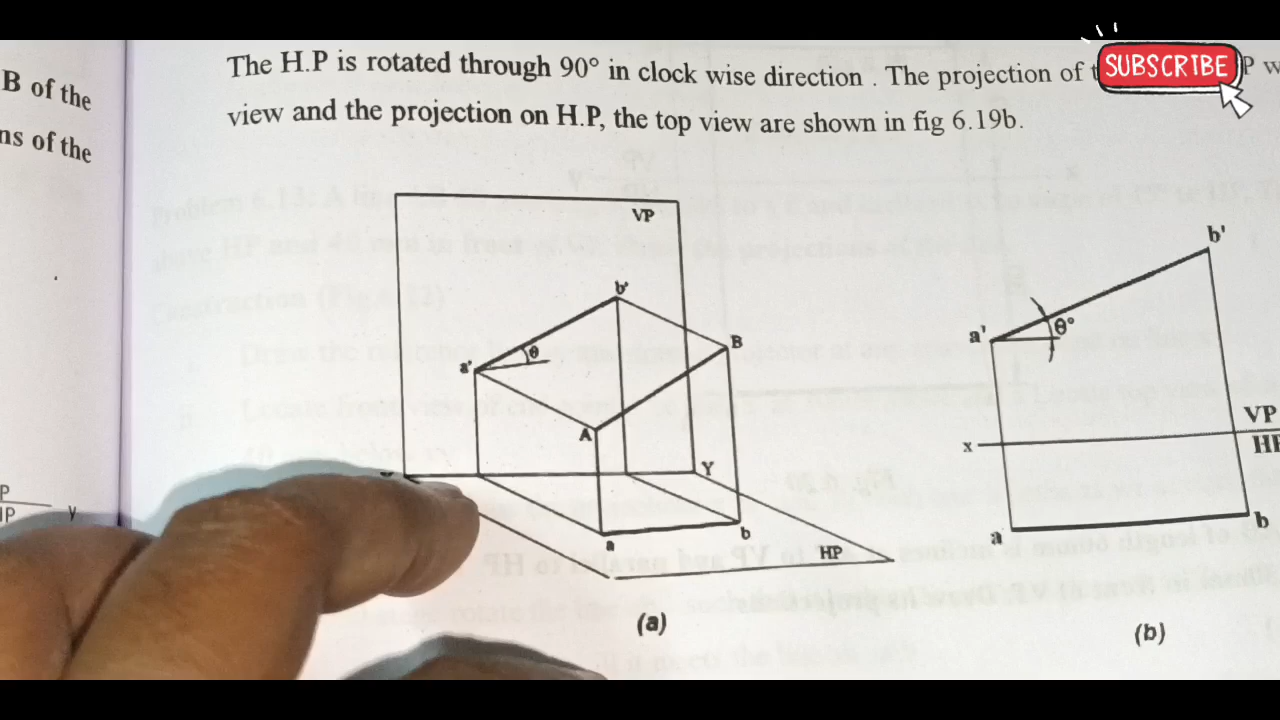 B of the
ns of the
The H.P is rotated through 90° in clock wise direction . The projection of
SUBSCRIBE
view and the projection on H.P, the top view are shown in fig 6.19b.
VP
b'
θ
a'
B
A
Y
a
b
HP
(a)
b'
a'
θ°
x
VP
HP
a
b
(b)
P
IP
y